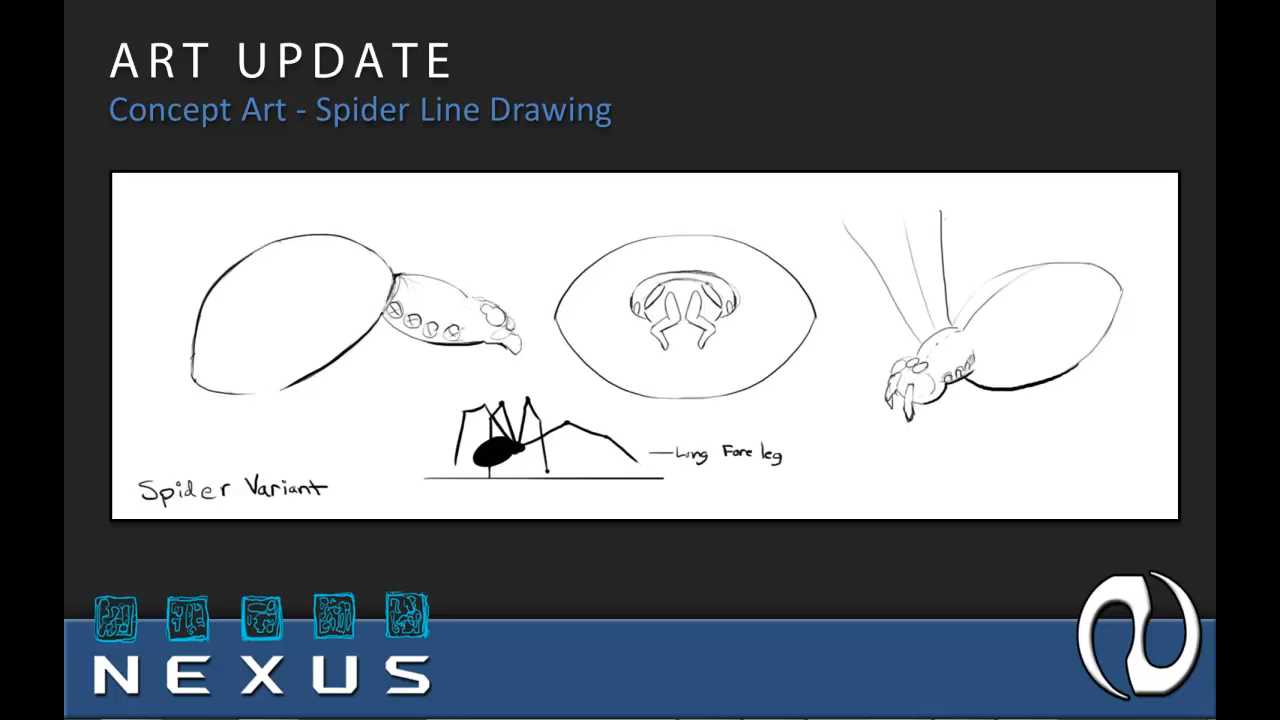 ART UPDATE
Concept Art - Spider Line Drawing
Long Fore leg
Spider Variant
NEXUS